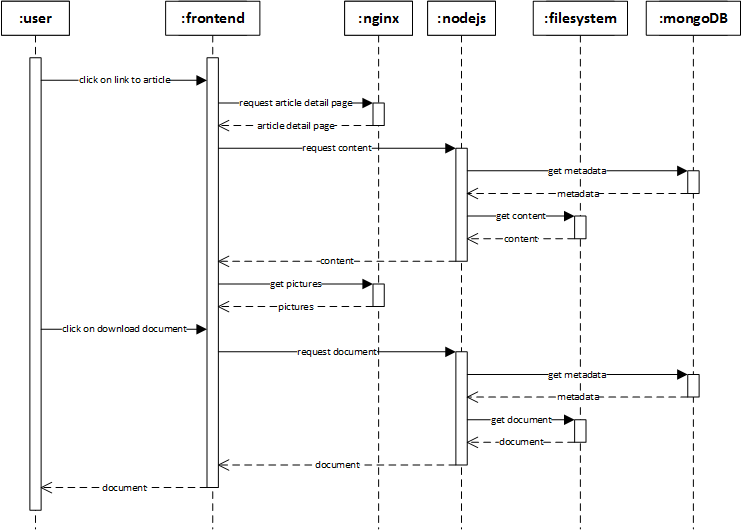 :user
:frontend
:nginx
:nodejs
:filesystem
:mongoDB
click on link to article
request article detail page
article detail page
request content
get metadata
metadata
get content
content
content
get pictures
pictures
click on download document
request document
get metadata
metadata
get document
document
document
document